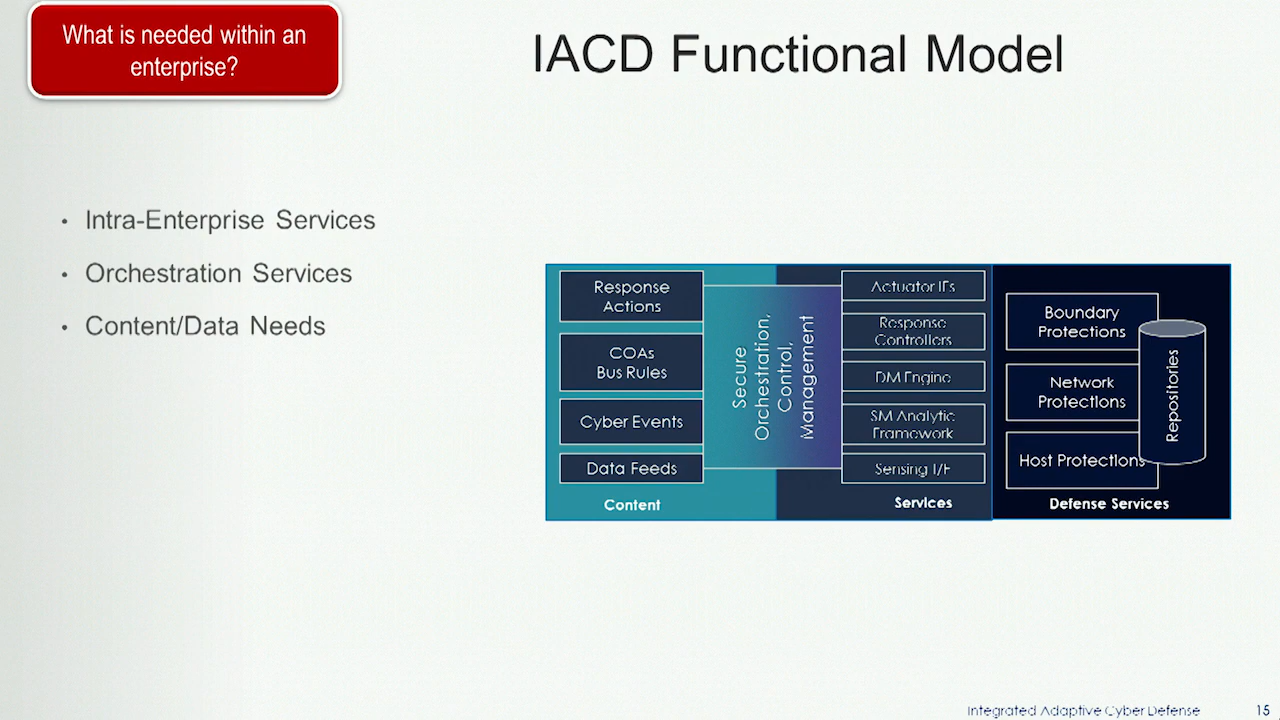 What is needed within an
enterprise?
IACD Functional Model
• Intra-Enterprise Services
• Orchestration Services
• Content/Data Needs
Response
Actions
COAs
Bus Rules
Cyber Events
Data Feeds
Content
Secure
Orchestration,
Control,
Management
Actuator IFs
Response
Controllers
DM Engine
SM Analytic
Framework
Sensing I/F
Services
Boundary
Protections
Network
Protections
Host Protections
Repositories
Defense Services
Integrated Adaptive Cyber Defense
15